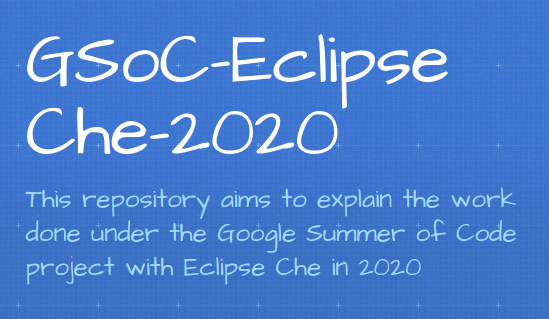 GSoC-Eclipse
Che-2020
This repository aims to explain the work
done under the Google Summer of Code
project with Eclipse Che in 2020